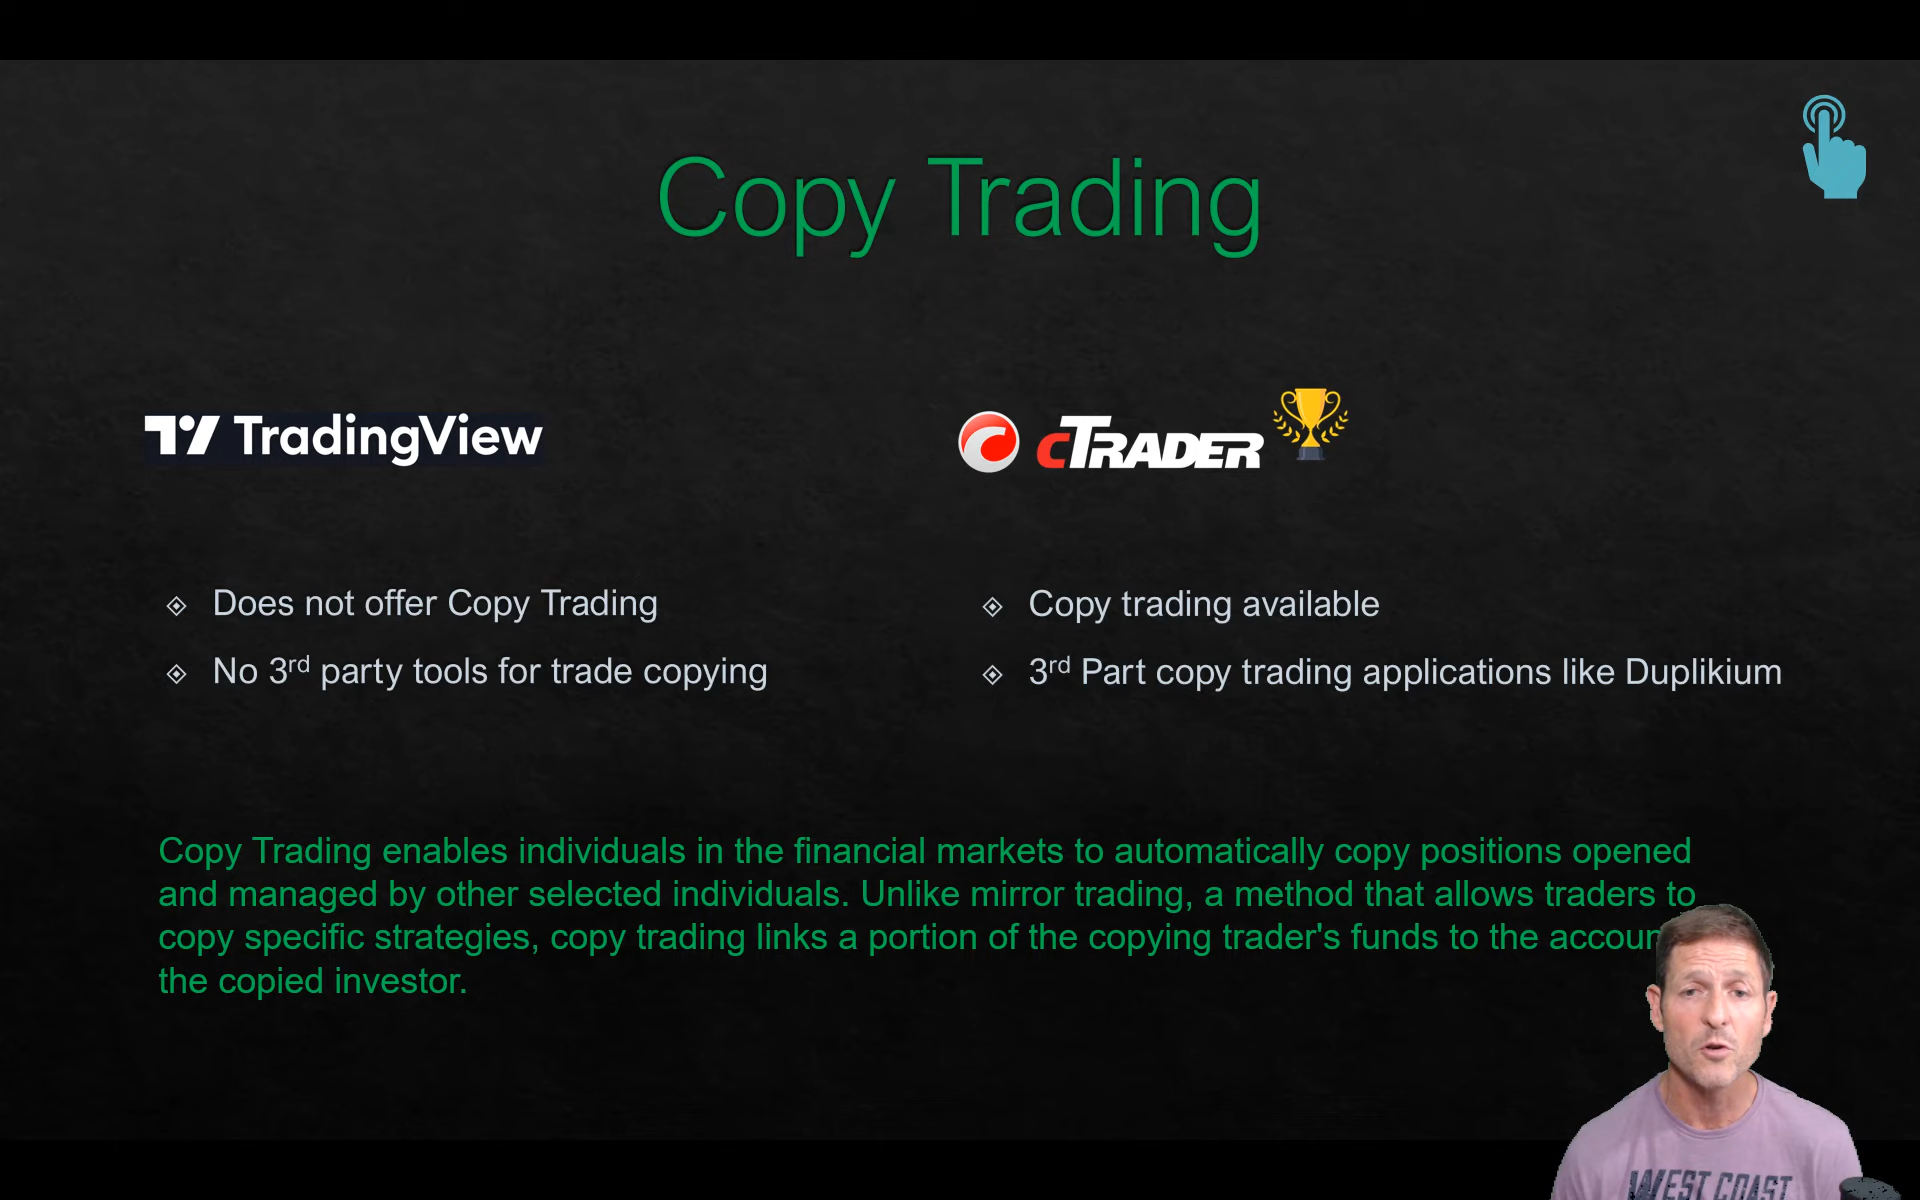 Copy Trading
TradingView
cTRADER
Does not offer Copy Trading
No 3rd party tools for trade copying
Copy trading available
3rd Part copy trading applications like Duplikium
Copy Trading enables individuals in the financial markets to automatically copy positions opened
and managed by other selected individuals. Unlike mirror trading, a method that allows traders to
copy specific strategies, copy trading links a portion of the copying trader's funds to the
the copied investor.
WEST COAST